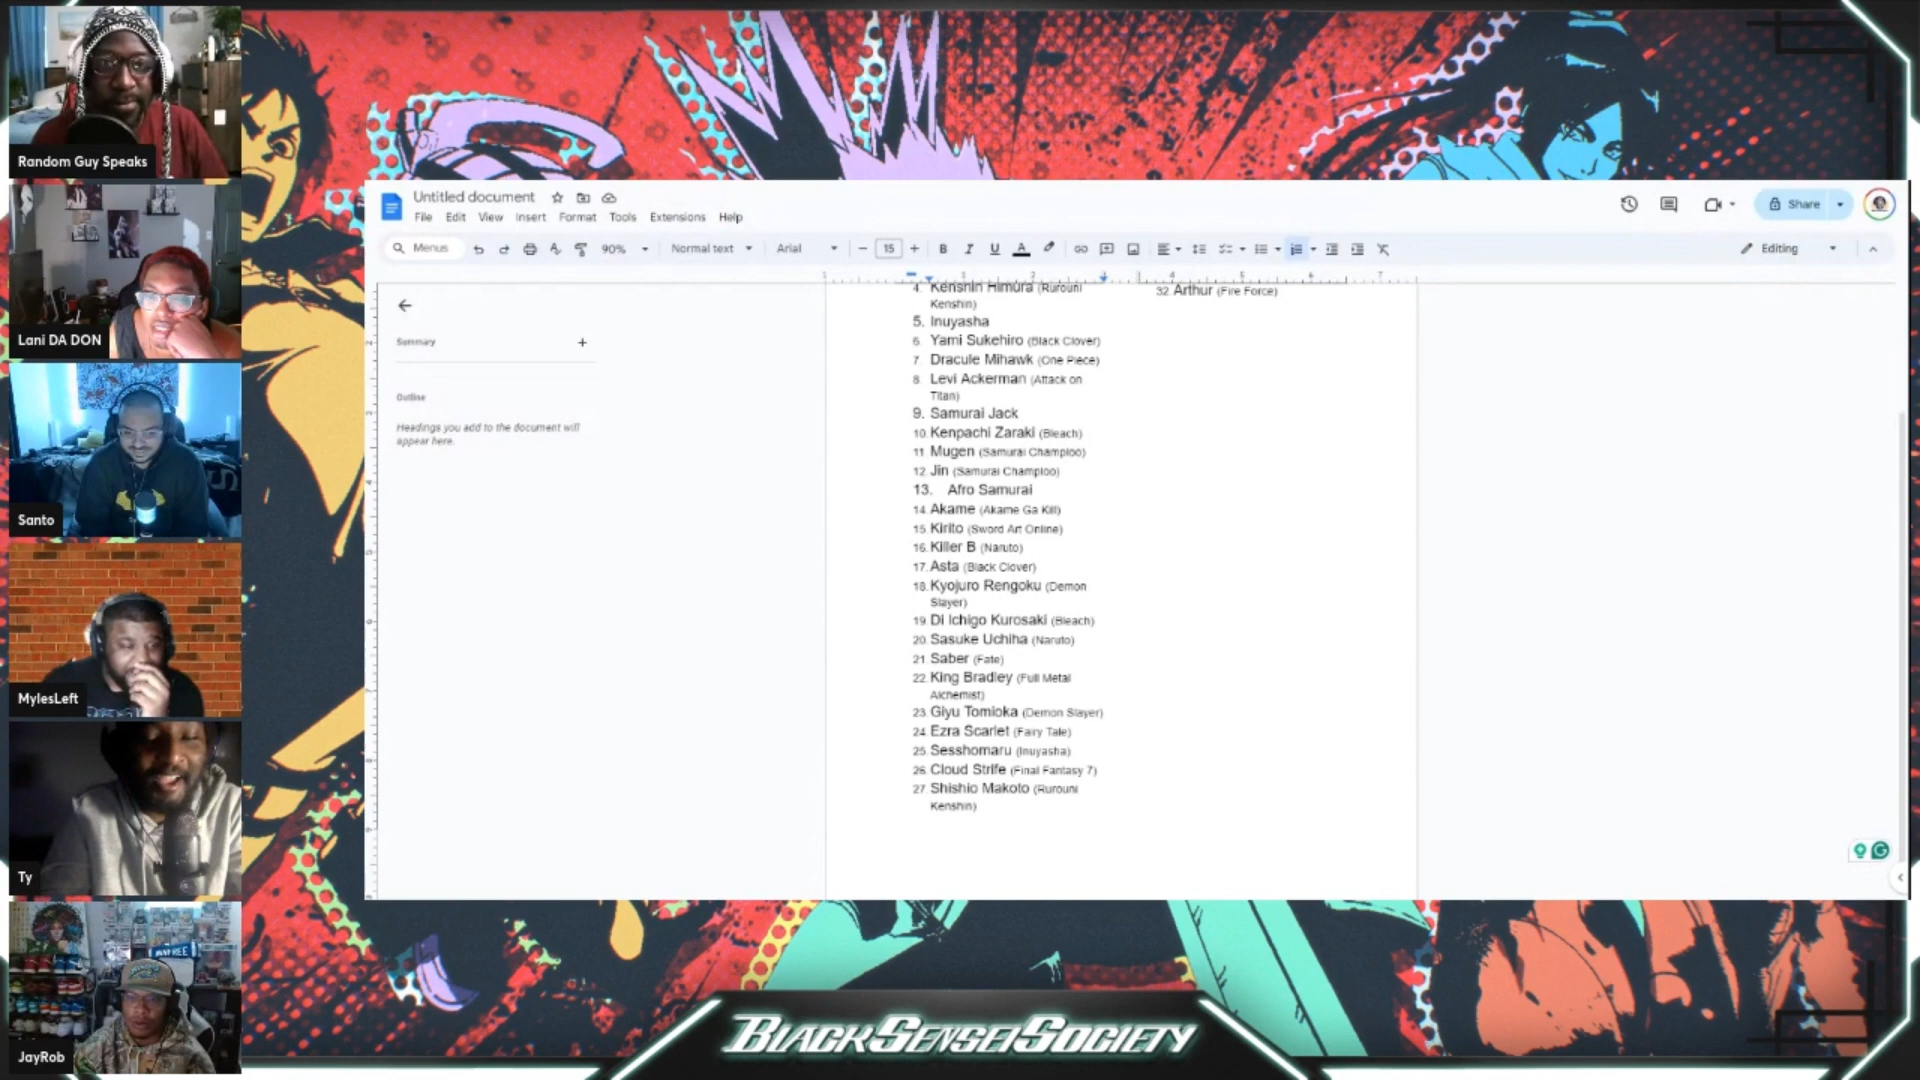 Random Guy Speaks
Lani DA DON
Santo
MylesLeft
Ty
JayRob
Untitled document
File Edit View Insert Format Tools Extensions Help
Share
Menus
90%
Normal text
Arial
15
Editing
Summary
Outline
Headings you add to the document will
appear here.
4. Kenshin Himura (Rurouni
Kenshin)
5. Inuyasha
6. Yami Sukehiro (Black Clover)
7. Dracule Mihawk (One Piece)
8. Levi Ackerman (Attack on
Titan)
9. Samurai Jack
10. Kenpachi Zaraki (Bleach)
11 Mugen (Samurai Champloo)
12. Jin (Samurai Champloo)
13. Afro Samurai
14. Akame (Akame Ga Kill)
15. Kirito (Sword Art Online)
16. Killer B (Naruto)
17. Asta (Black Clover)
18. Kyojuro Rengoku (Demon
Slayer)
19. Di Ichigo Kurosaki (Bleach)
20. Sasuke Uchiha (Naruto)
21. Saber (Fate)
22. King Bradley (Full Metal
Alchemist)
23. Giyu Tomioka (Demon Slayer)
24. Ezra Scarlet (Fairy Tale)
25. Sesshomaru (Inuyasha)
26. Cloud Strife (Final Fantasy 7)
27. Shishio Makoto (Rurouni
Kenshin)
32. Arthur (Fire Force)
BLACKSENSEISOCIETY